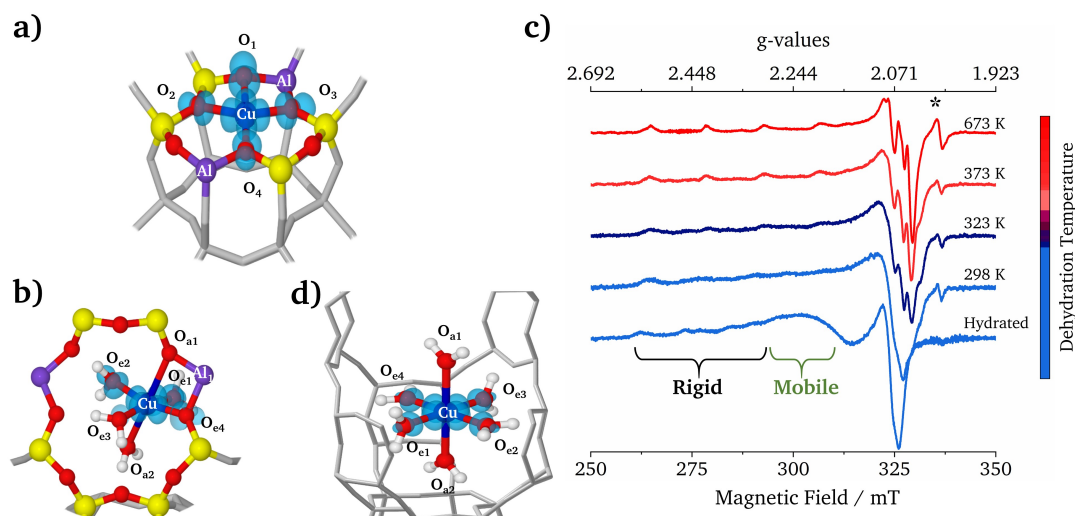 a)
O1
Al
O2
O3
Cu
Al
O4
b)
Oa1
Oe2
Al
Oe1
Cu
Oe3
Oe4
Oa2
d)
Oa1
Oe4
Oe3
Cu
Oe1
Oe2
Oa2
c)
g-values
2.692 2.448 2.244 2.071 1.923
*
673 K
373 K
323 K
298 K
Hydrated
Rigid
Mobile
250 275 300 325 350
Magnetic Field / mT
Dehydration Temperature